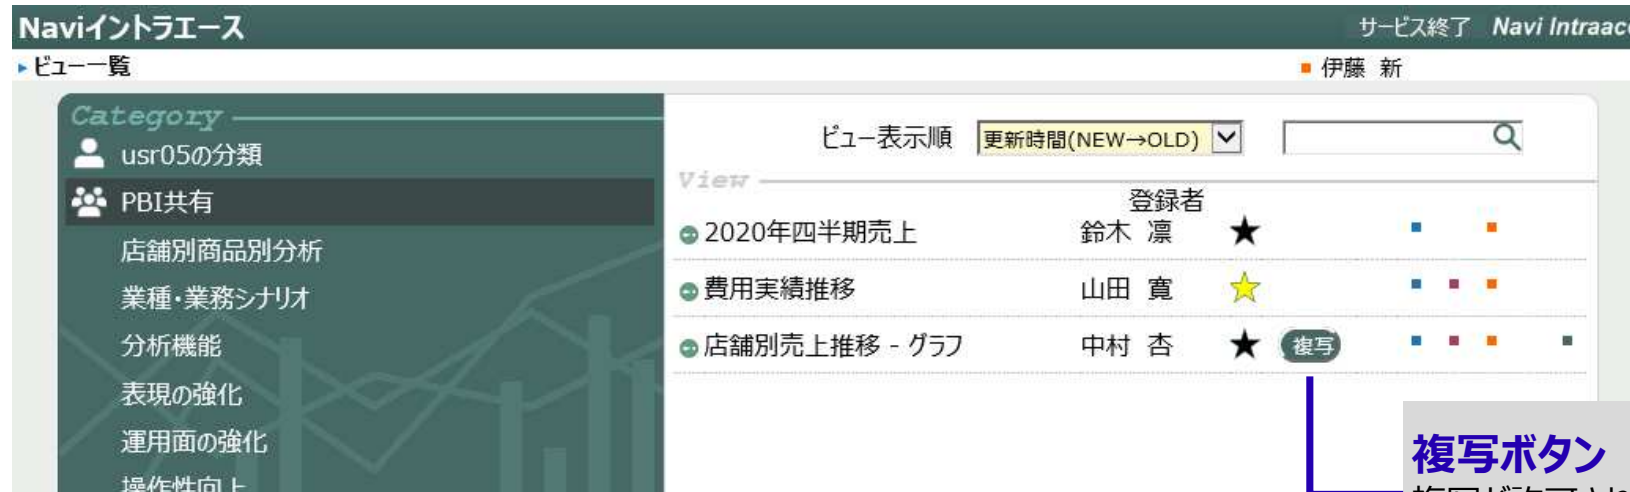 Naviイントラエース
サービス終了 Navi Intraace
ビュー一覧
伊藤 新
Category
usr05の分類
PBI共有
店舗別商品別分析
業種・業務シナリオ
分析機能
表現の強化
運用面の強化
操作性向上
ビュー表示順 更新時間(NEW→OLD)
View
登録者
2020年四半期売上 鈴木 凛
費用実績推移 山田 寛
店舗別売上推移 - グラフ 中村 杏 複写
複写ボタン